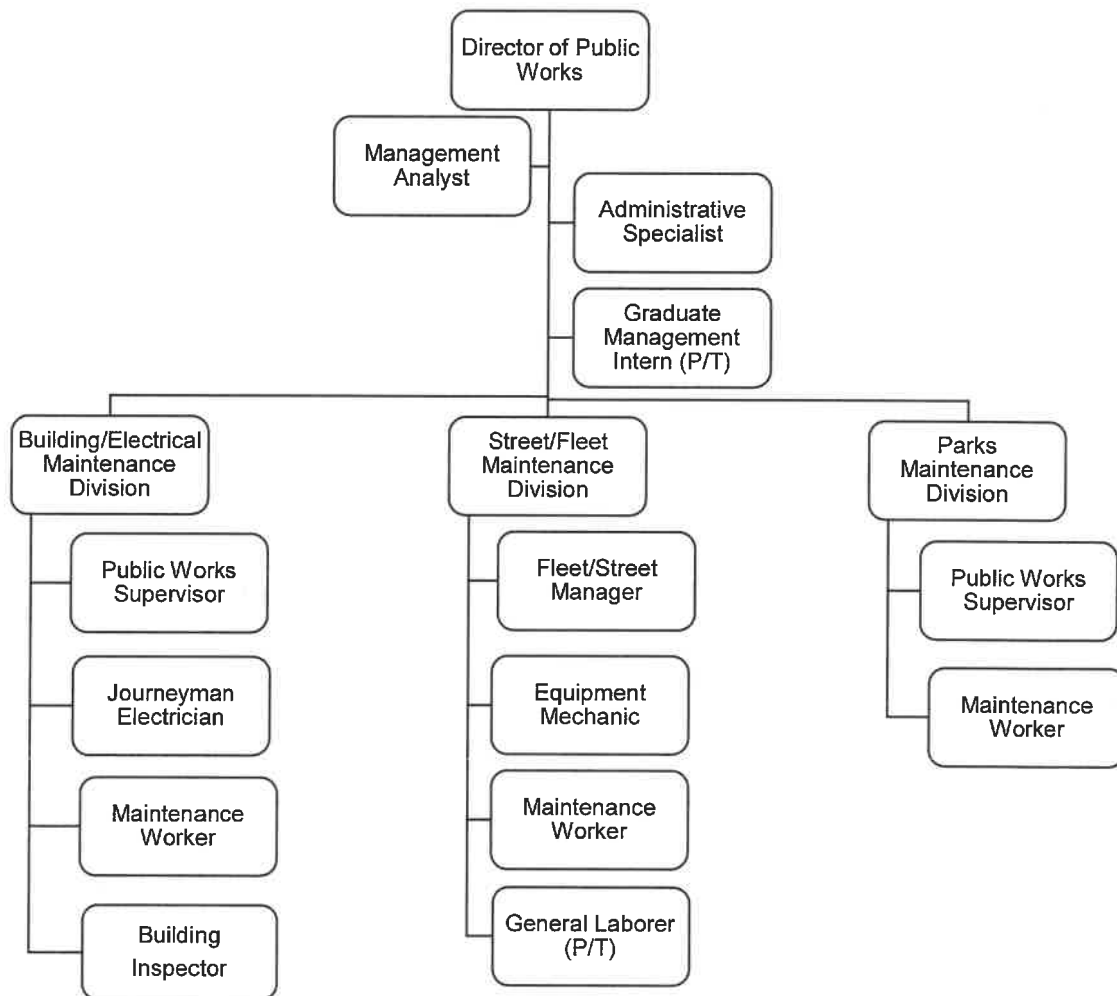 Director of Public
Works
Management
Analyst
Administrative
Specialist
Graduate
Management
Intern (P/T)
Building/Electrical
Maintenance
Division
Public Works
Supervisor
Journeyman
Electrician
Maintenance
Worker
Building
Inspector
Street/Fleet
Maintenance
Division
Fleet/Street
Manager
Equipment
Mechanic
Maintenance
Worker
General Laborer
(P/T)
Parks
Maintenance
Division
Public Works
Supervisor
Maintenance
Worker